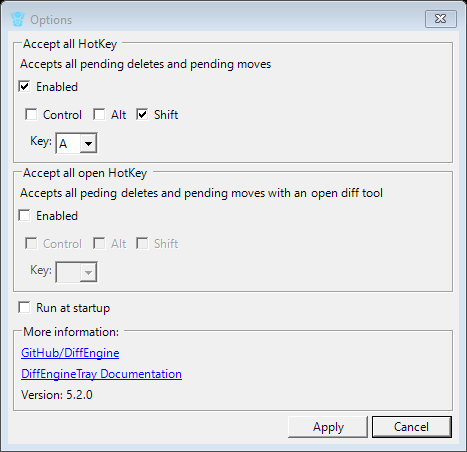 Options
Accept all HotKey
Accepts all pending deletes and pending moves
Enabled
Control Alt Shift
Key: A
Accept all open HotKey
Accepts all peding deletes and pending moves with an open diff tool
Enabled
Control Alt Shift
Key:
Run at startup
More information:
GitHub/DiffEngine
DiffEngineTray Documentation
Version: 5.2.0
Apply Cancel